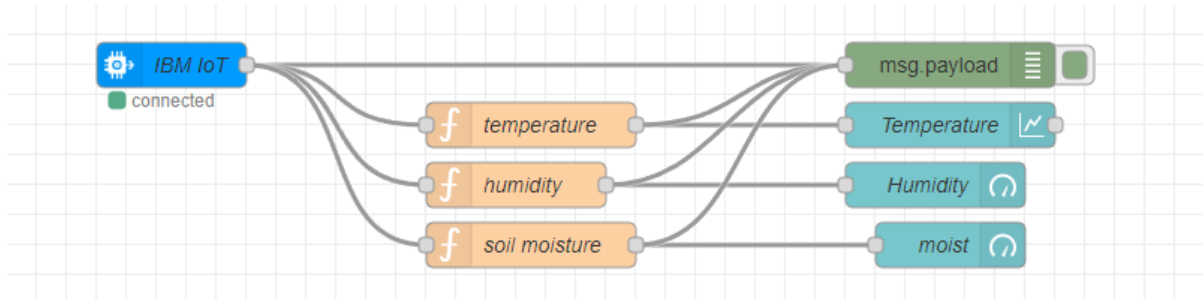 IBM IoT
msg.payload
connected
temperature
Temperature
humidity
Humidity
soil moisture
moist